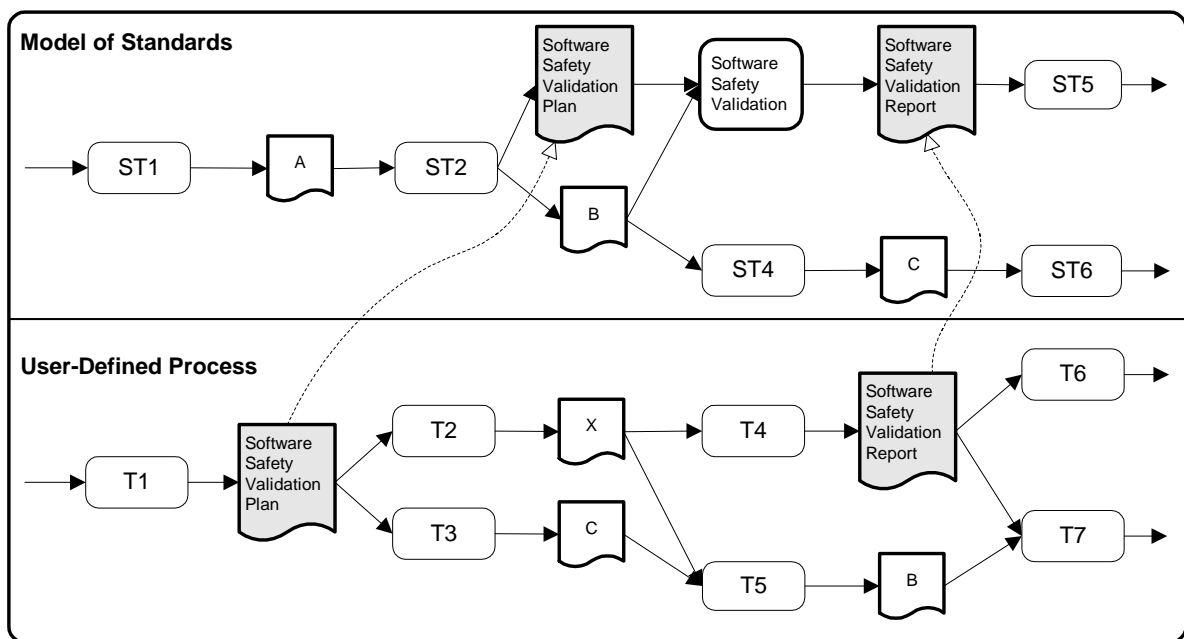 Model of Standards
Software
Safety
Validation
Plan
Software
Safety
Validation
Software
Safety
Validation
Report
ST5
ST1
A
ST2
B
ST4
C
ST6
User-Defined Process
T6
Software
Safety
Validation
Report
T2
X
T4
Software
Safety
Validation
Plan
T1
T3
C
T7
T5
B